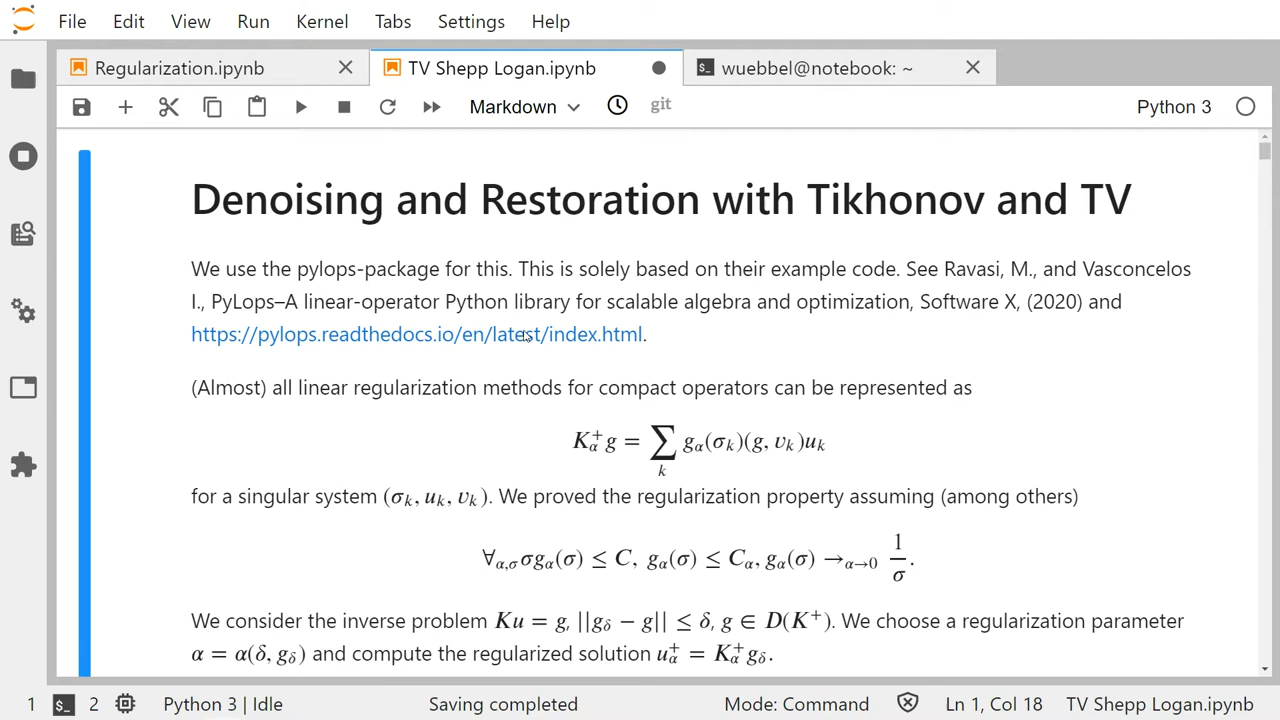 File Edit View Run Kernel Tabs Settings Help
Regularization.ipynb TV Shepp Logan.ipynb wuebbel@notebook: ~
Markdown git Python 3
Denoising and Restoration with Tikhonov and TV
We use the pylops-package for this. This is solely based on their example code. See Ravasi, M., and Vasconcelos
I., PyLops–A linear-operator Python library for scalable algebra and optimization, Software X, (2020) and
https://pylops.readthedocs.io/en/latest/index.html.
(Almost) all linear regularization methods for compact operators can be represented as
K_α^+ g = ∑_k g_α(σ_k)(g, v_k)u_k
for a singular system (σ_k, u_k, v_k). We proved the regularization property assuming (among others)
∀_{α,σ} σg_α(σ) ≤ C, g_α(σ) ≤ C_α, g_α(σ) →_{α→0} 1/σ.
We consider the inverse problem Ku = g, ||g_δ − g|| ≤ δ, g ∈ D(K^+). We choose a regularization parameter
α = α(δ, g_δ) and compute the regularized solution u_α^+ = K_α^+ g_δ.
1 $_ 2 Python 3 | Idle Saving completed Mode: Command Ln 1, Col 18 TV Shepp Logan.ipynb